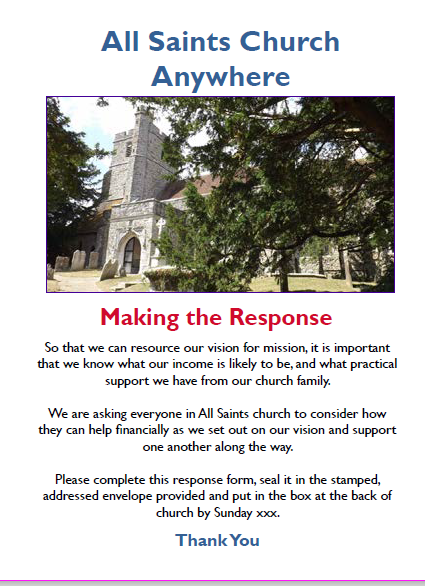 All Saints Church
Anywhere
Making the Response
So that we can resource our vision for mission, it is important
that we know what our income is likely to be, and what practical
support we have from our church family.
We are asking everyone in All Saints church to consider how
they can help financially as we set out on our vision and support
one another along the way.
Please complete this response form, seal it in the stamped,
addressed envelope provided and put in the box at the back of
church by Sunday xxx.
Thank You